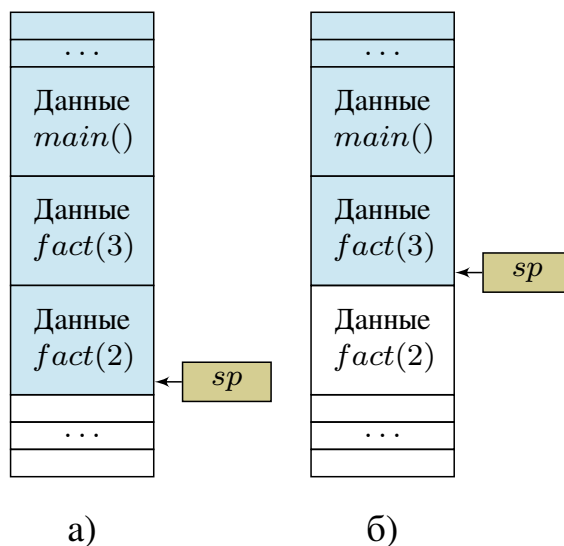 ...
Данные
main()
Данные
fact(3)
Данные
fact(2)
sp
...
а)
...
Данные
main()
Данные
fact(3)
sp
Данные
fact(2)
...
б)